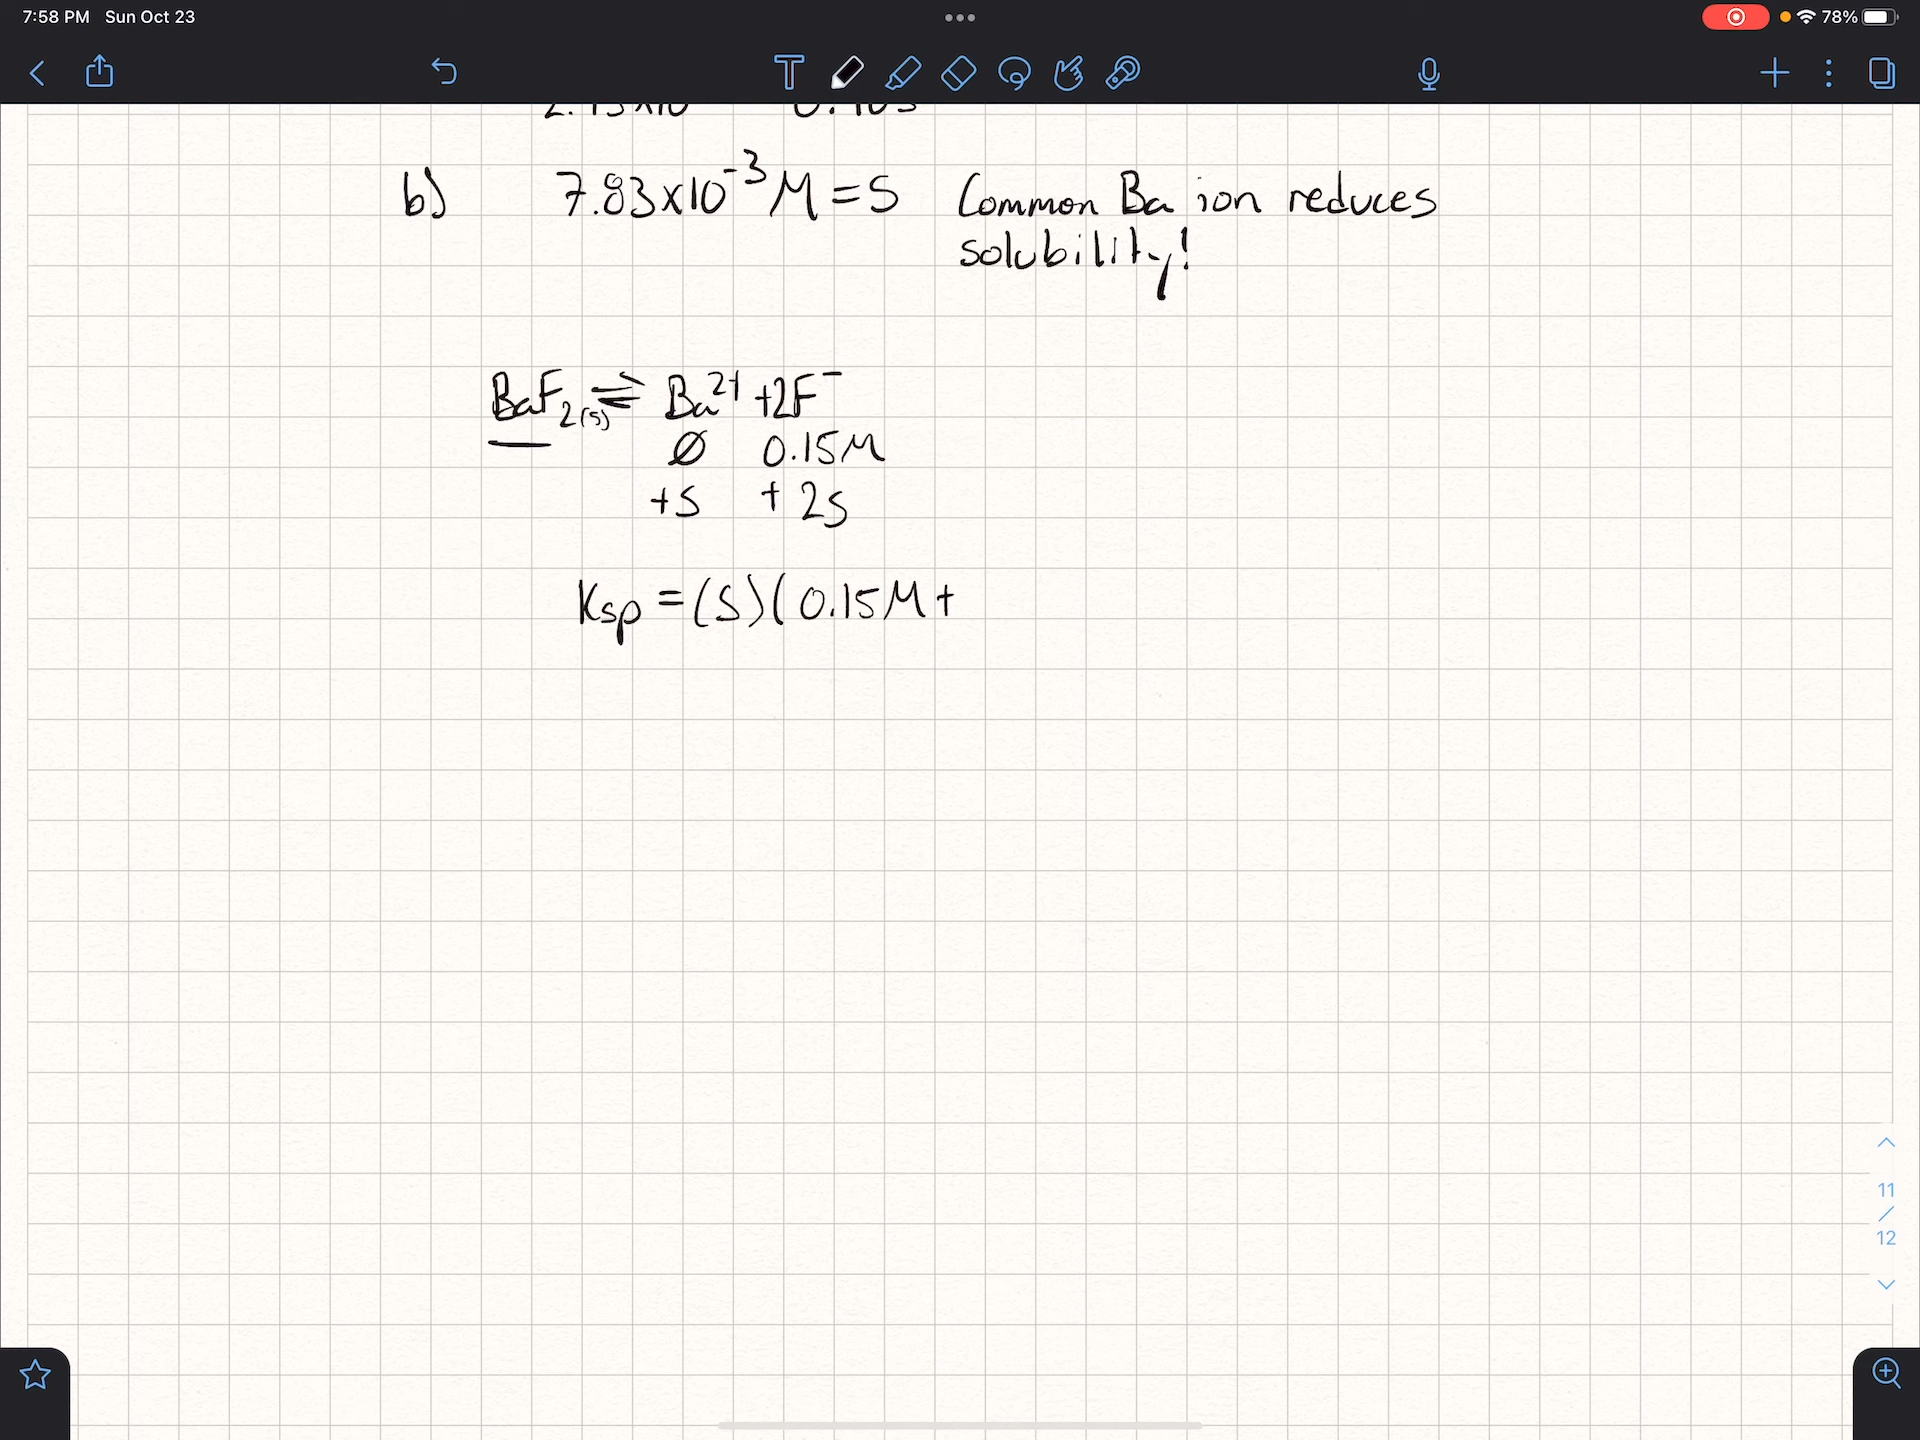 7:58 PM Sun Oct 23
78%
b) 7.83x10⁻³ M = S Common Ba ion reduces
solubility!
BaF₂(s) ⇌ Ba²⁺ + 2F⁻
Ø 0.15M
+S + 2S
Ksp = (S)(0.15M +
11
/
12